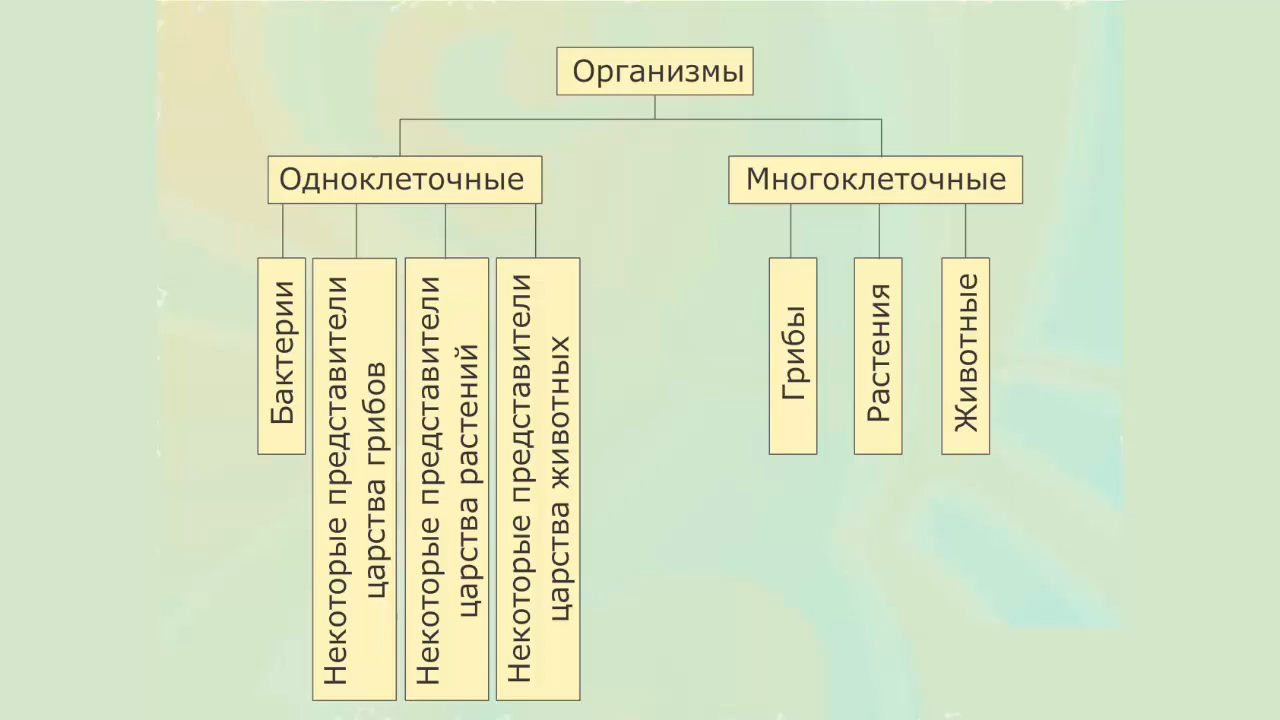 Организмы
Одноклеточные
Многоклеточные
Бактерии
Некоторые представители
царства грибов
Некоторые представители
царства растений
Некоторые представители
царства животных
Грибы
Растения
Животные